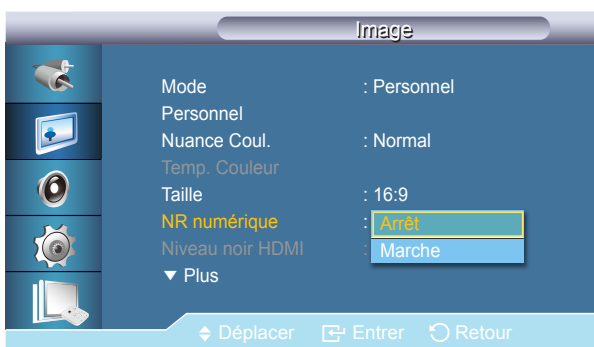 Image
Mode : Personnel
Personnel
Nuance Coul. : Normal
Temp. Couleur
Taille : 16:9
NR numérique : Arrêt
Niveau noir HDMI : Marche
▼ Plus
Déplacer Entrer Retour